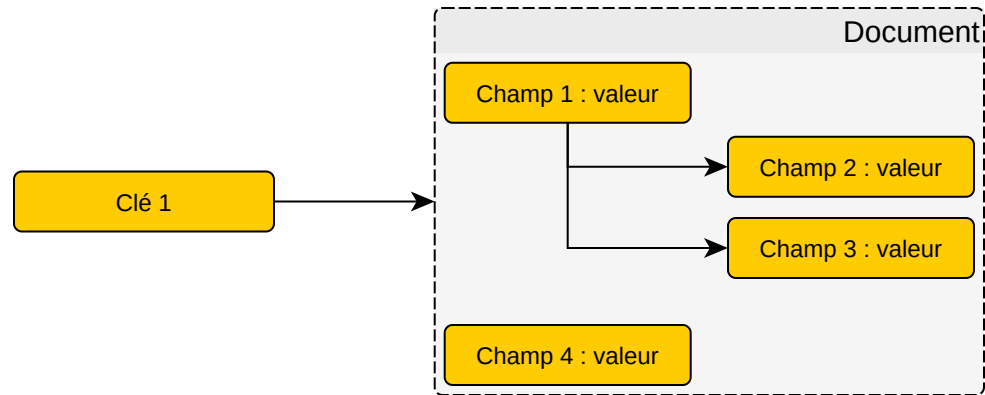 Document
Champ 1 : valeur
Champ 2 : valeur
Clé 1
Champ 3 : valeur
Champ 4 : valeur